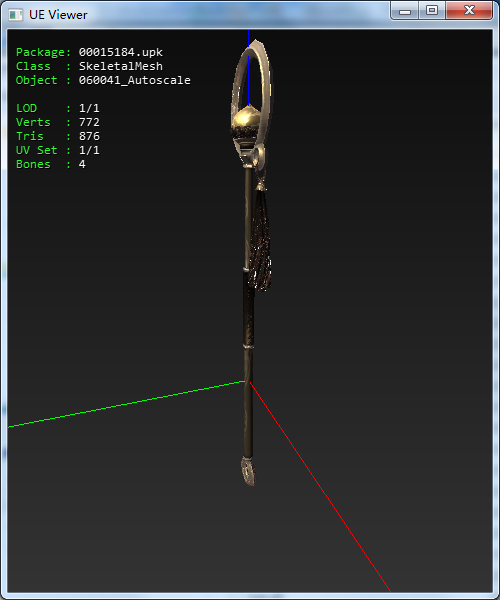 UE Viewer
Package: 00015184.upk
Class : SkeletalMesh
Object : 060041_Autoscale
LOD : 1/1
Verts : 772
Tris : 876
UV Set : 1/1
Bones : 4